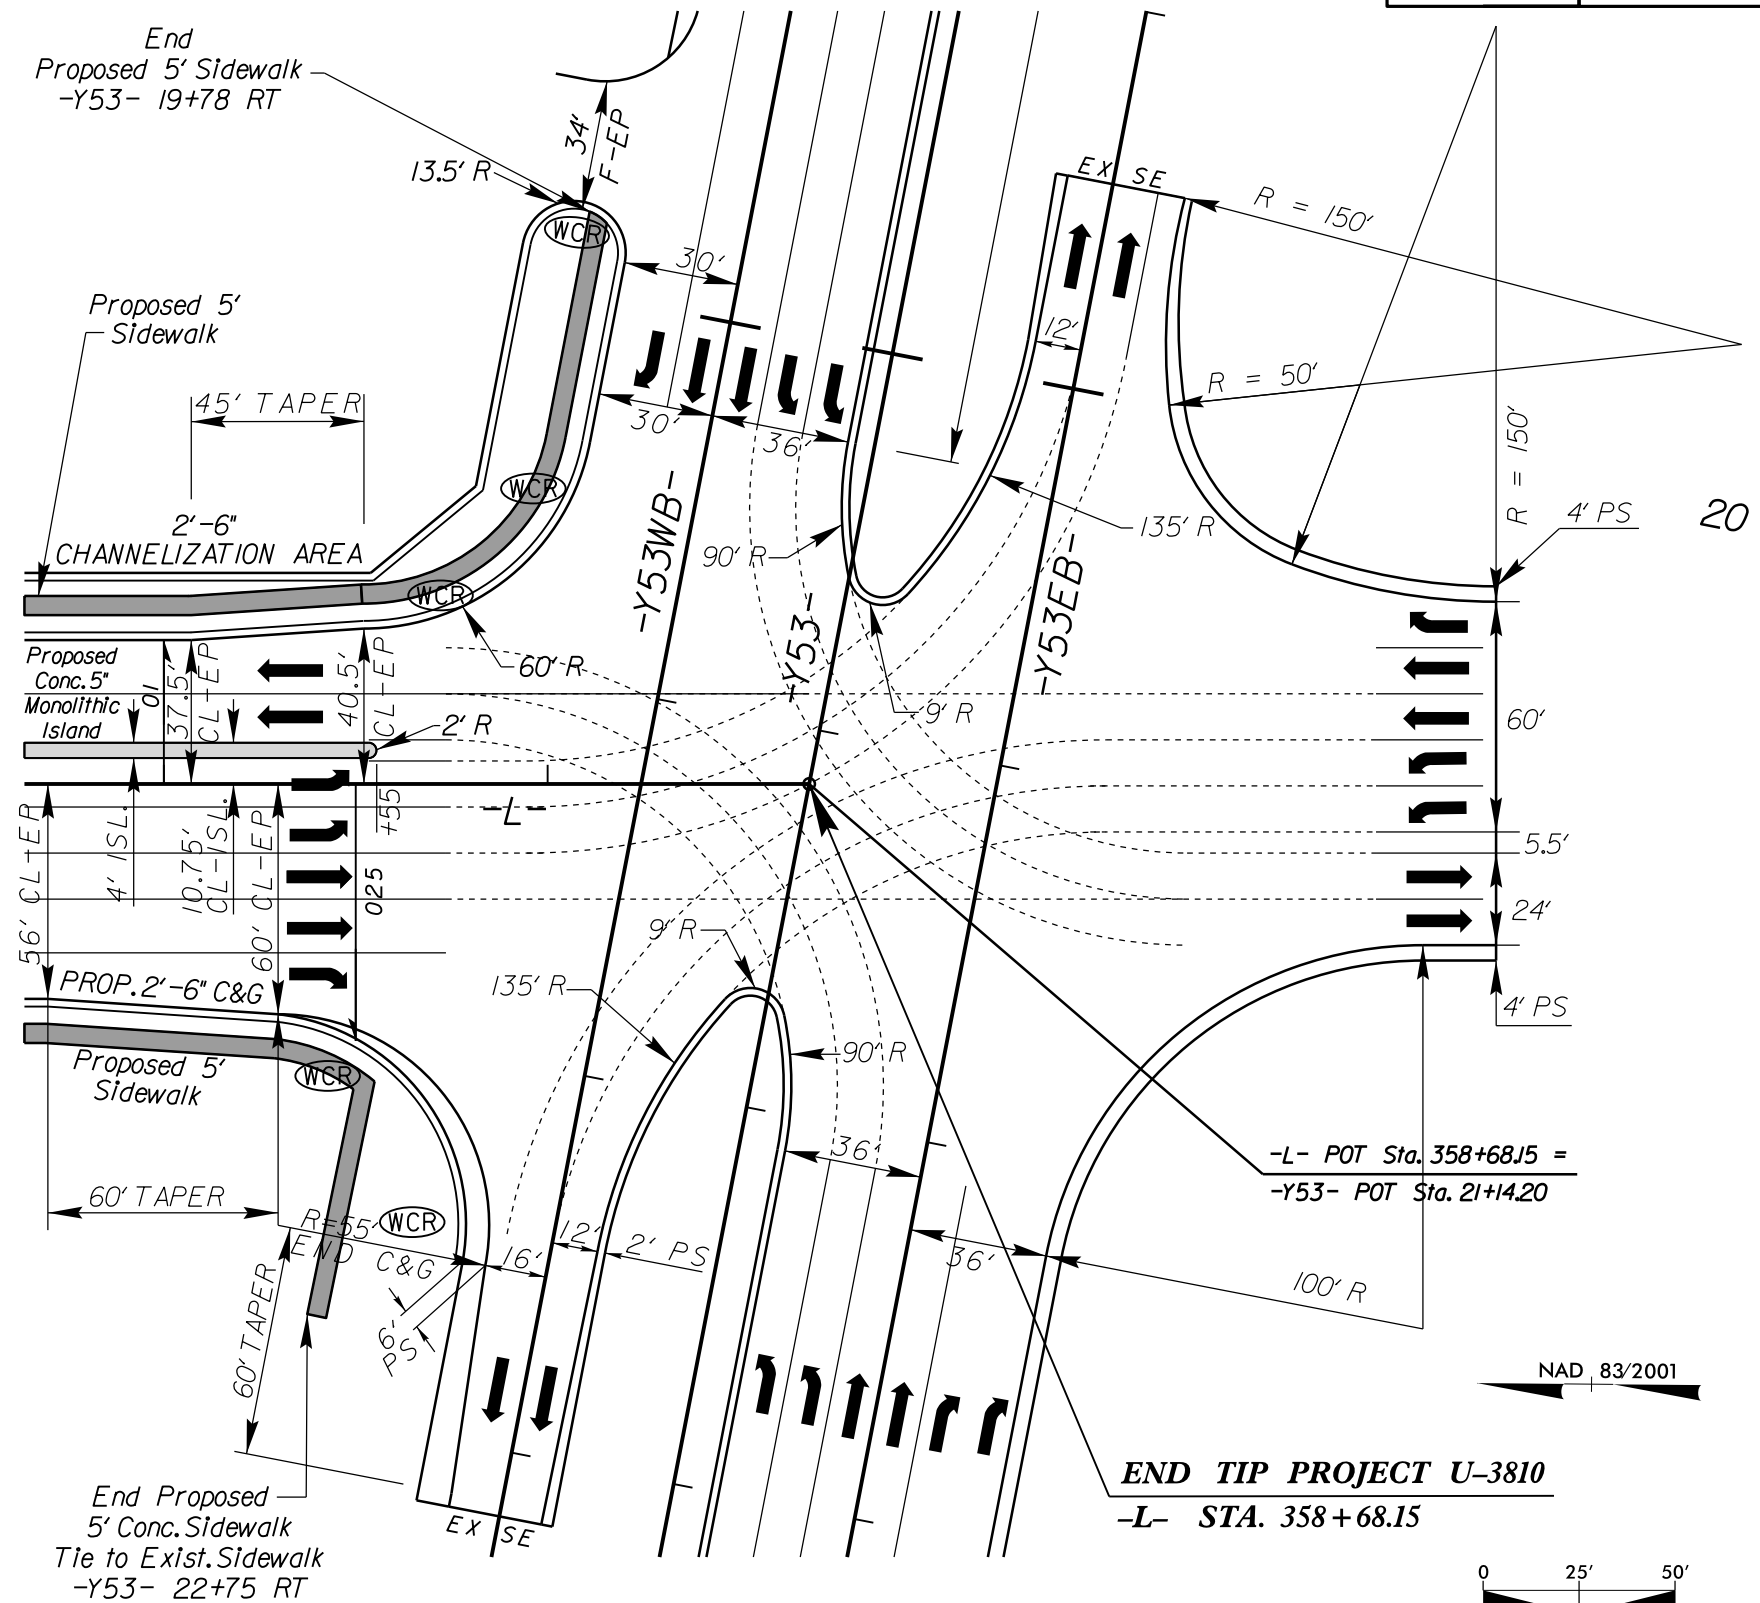 End
Proposed 5' Sidewalk
-Y53- 19+78 RT
34'
F-EP
13.5' R
WCR
EX SE
R = 150'
30'
Proposed 5'
Sidewalk
12'
R = 50'
45' TAPER
30'
36'
R = 150'
WCR
2'-6"
CHANNELIZATION AREA
-Y53WB-
90' R
135' R
4' PS
20
WCR
-Y53-
-Y53EB-
60' R
Proposed
Conc. 5"
Monolithic
Island
01
37.5'
CL-EP
40.5'
CL-EP
2' R
9' R
60'
56' CL-EP
4' ISL.
10.75'
CL-ISL.
60' CL-EP
+55
-L-
025
5.5'
24'
9' R
PROP. 2'-6" C&G
135' R
4' PS
Proposed 5'
Sidewalk
WCR
90' R
36'
-L- POT Sta. 358+68.15 =
-Y53- POT Sta. 21+14.20
60' TAPER
R=55'
WCR
END C&G
16'
12'
2' PS
36'
100' R
60' TAPER
6'
PS
NAD 83/2001
END TIP PROJECT U-3810
-L- STA. 358+68.15
End Proposed
5' Conc. Sidewalk
Tie to Exist. Sidewalk
-Y53- 22+75 RT
EX SE
0 25' 50'